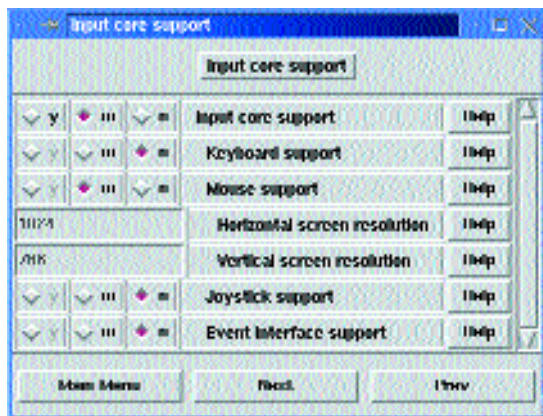 Input core support
Input core support
y m n Input core support Help
y m n Keyboard support Help
y m n Mouse support Help
1024 Horizontal screen resolution Help
768 Vertical screen resolution Help
y m n Joystick support Help
y m n Event interface support Help
Main Menu Next Prev